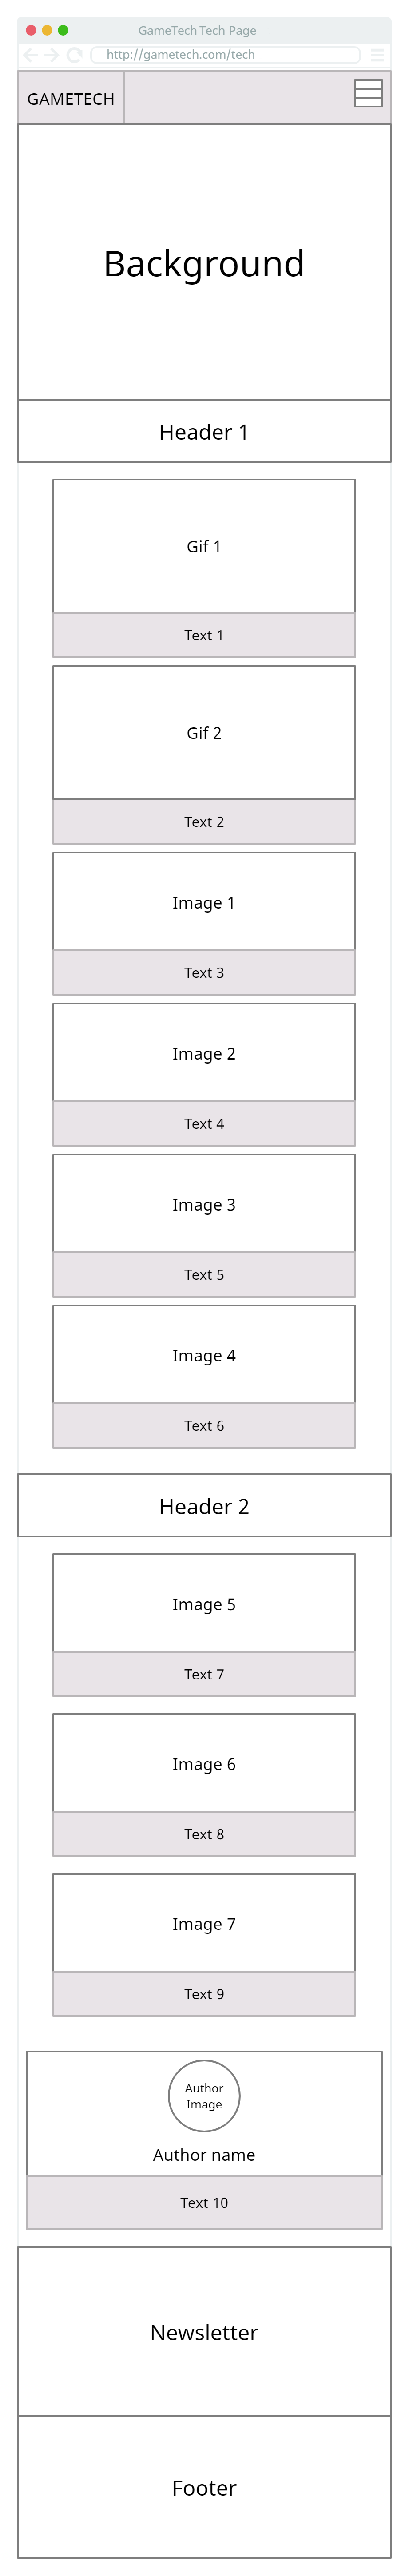 GameTech Tech Page
http://gametech.com/tech
GAMETECH
Background
Header 1
Gif 1
Text 1
Gif 2
Text 2
Image 1
Text 3
Image 2
Text 4
Image 3
Text 5
Image 4
Text 6
Header 2
Image 5
Text 7
Image 6
Text 8
Image 7
Text 9
Author
Image
Author name
Text 10
Newsletter
Footer